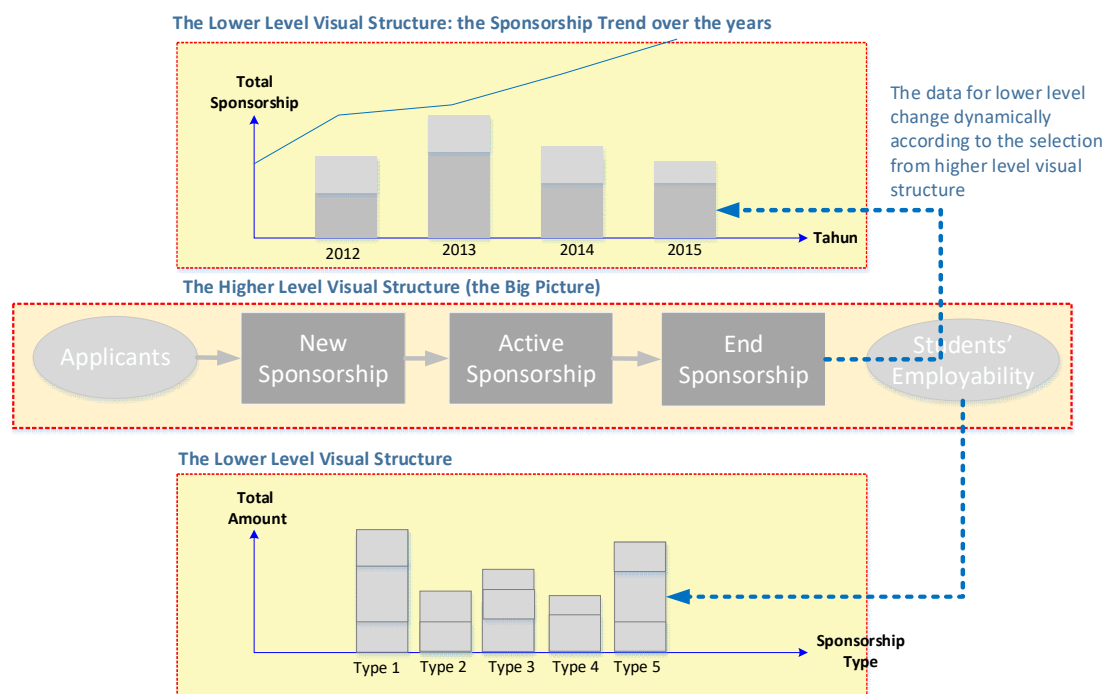 The Lower Level Visual Structure: the Sponsorship Trend over the years
Total
Sponsorship
2012
2013
2014
2015
Tahun
The data for lower level
change dynamically
according to the selection
from higher level visual
structure
The Higher Level Visual Structure (the Big Picture)
Applicants
New
Sponsorship
Active
Sponsorship
End
Sponsorship
Students’
Employability
The Lower Level Visual Structure
Total
Amount
Type 1
Type 2
Type 3
Type 4
Type 5
Sponsorship
Type